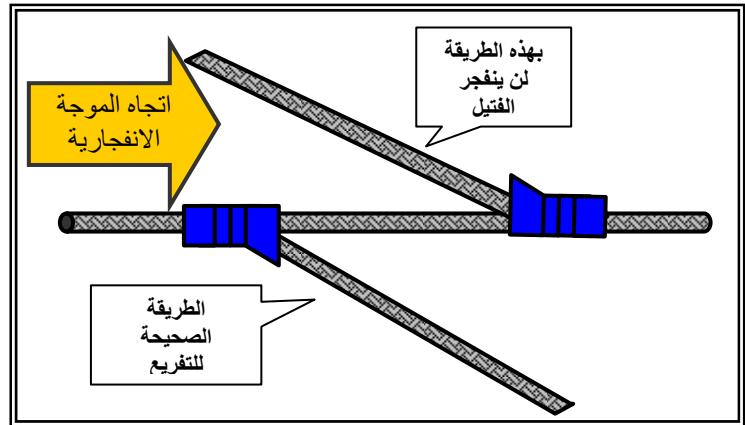 بهذه الطريقة
لن ينفجر
الفتيل
اتجاه الموجة
الانفجارية
الطريقة
الصحيحة
للتفريع